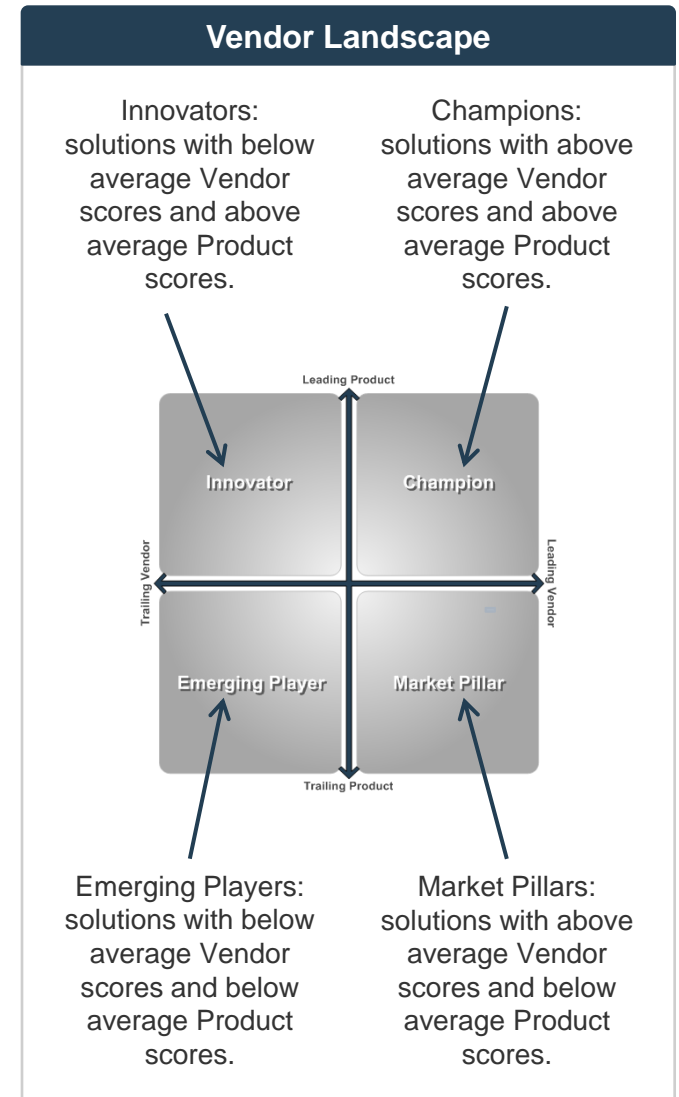 Vendor Landscape
Innovators:
solutions with below
average Vendor
scores and above
average Product
scores.
Champions:
solutions with above
average Vendor
scores and above
average Product
scores.
Leading Product
Innovator
Champion
Trailing Vendor
Leading Vendor
Emerging Player
Market Pillar
Trailing Product
Emerging Players:
solutions with below
average Vendor
scores and below
average Product
scores.
Market Pillars:
solutions with above
average Vendor
scores and below
average Product
scores.